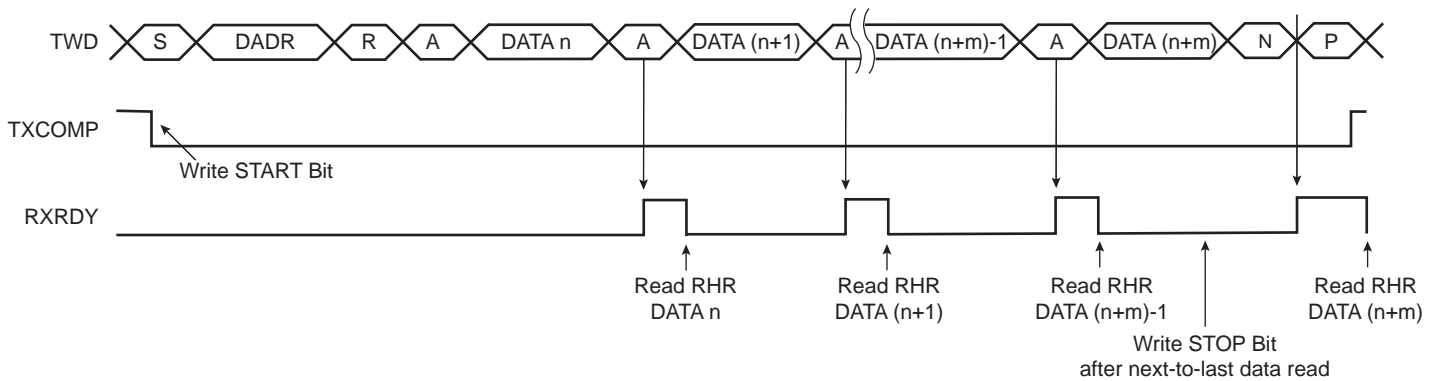 TWD S DADR R A DATA n A DATA (n+1) A DATA (n+m)-1 A DATA (n+m) N P
TXCOMP
Write START Bit
RXRDY
Read RHR
DATA n
Read RHR
DATA (n+1)
Read RHR
DATA (n+m)-1
Read RHR
DATA (n+m)
Write STOP Bit
after next-to-last data read